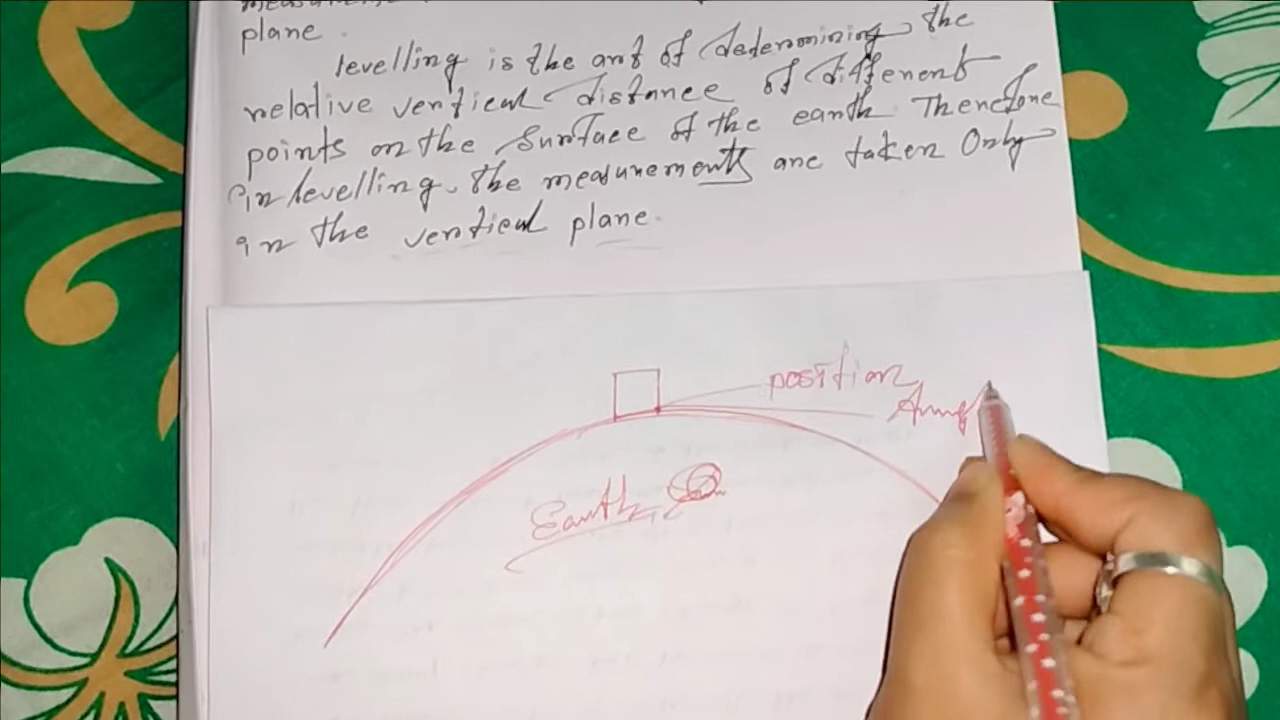 plane.
levelling is the art of determining the
relative vertical distance of different
points on the Surface of the earth Therefore
in levelling, the measurements are taken Only
in the vertical plane.
position
Earth